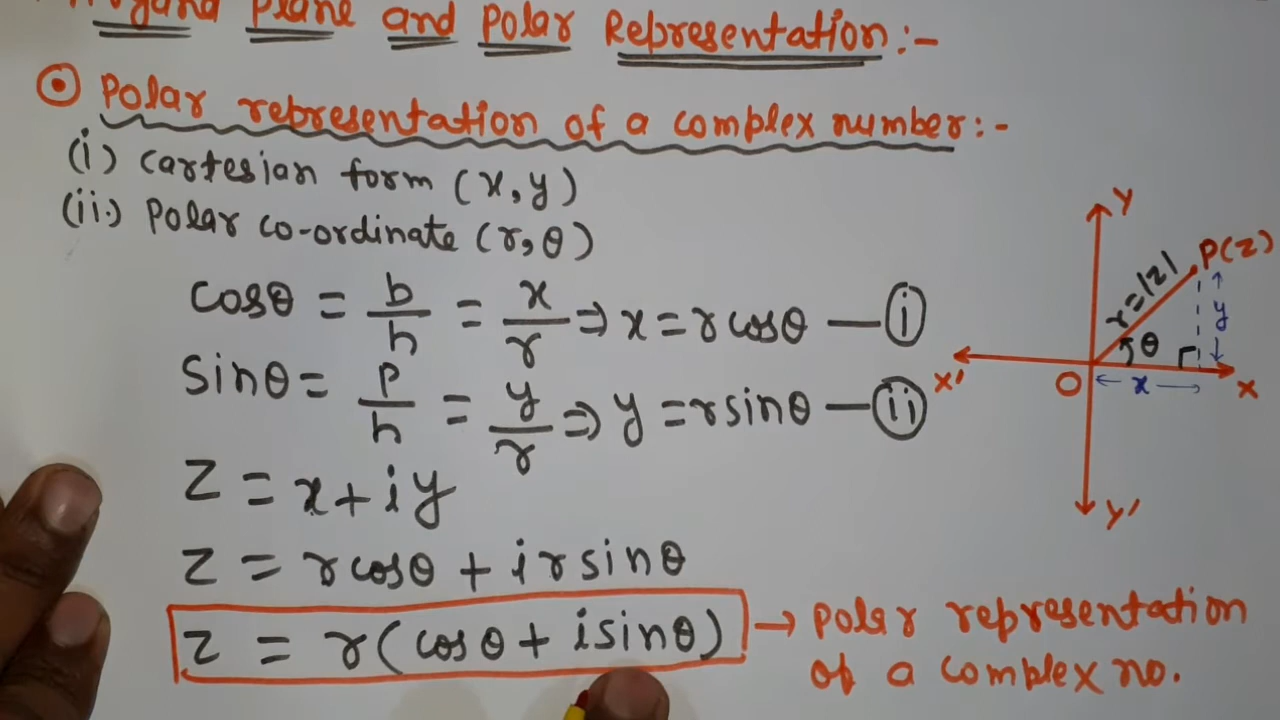 Plane and Polar Representation:-
Polar representation of a complex number:-
(i) Cartesian form (x, y)
(ii.) Polar co-ordinate (r, θ)
cosθ = b/h = x/r ⇒ x = r cosθ — (i)
sinθ = p/h = y/r ⇒ y = r sinθ — (ii)
z = x + iy
z = r cosθ + i r sinθ
z = r(cosθ + i sinθ) → Polar representation
of a complex no.
Y
P(z)
r=|z|
y
θ
X'
O
x
X
Y'